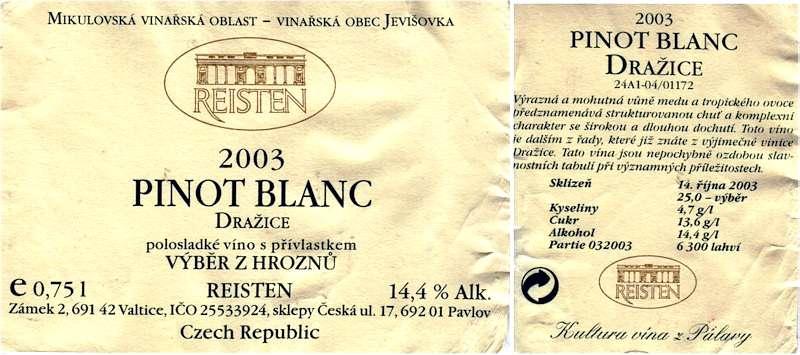 Mikulovská vinařská oblast – vinařská obec Jevišovka
REISTEN
2003
PINOT BLANC
Dražice
polosladké víno s přívlastkem
VÝBĚR Z HROZNŮ
e 0,75 l REISTEN 14,4 % Alk.
Zámek 2, 691 42 Valtice, IČO 25533924, sklepy Česká ul. 17, 692 01 Pavlov
Czech Republic
2003
PINOT BLANC
Dražice
24A1-04/01172
Výrazná a mohutná vůně medu a tropického ovoce
předznamenává strukturovanou chuť a komplexní
charakter se širokou a dlouhou dochutí. Toto víno
je dalším z řady, které již znáte z výjimečné vinice
Dražice. Tato vína jsou nepochybně ozdobou slav-
nostních tabulí při významných příležitostech.
Sklizeň 14. října 2003
25,0 – výběr
Kyseliny 4,7 g/l
Cukr 13,6 g/l
Alkohol 14,4 g/l
Partie 032003 6 300 lahví
REISTEN
Kultura vína z Pálavy